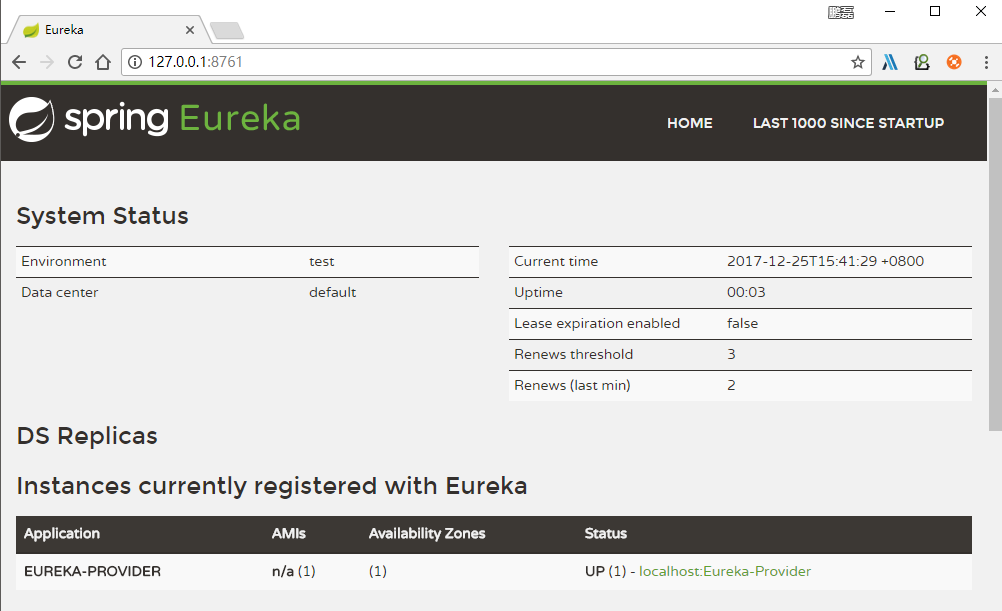 鹏磊
Eureka
127.0.0.1:8761
spring Eureka
HOME
LAST 1000 SINCE STARTUP
System Status
Environment test
Data center default
Current time 2017-12-25T15:41:29 +0800
Uptime 00:03
Lease expiration enabled false
Renews threshold 3
Renews (last min) 2
DS Replicas
Instances currently registered with Eureka
Application AMIs Availability Zones Status
EUREKA-PROVIDER n/a (1) (1) UP (1) - localhost:Eureka-Provider